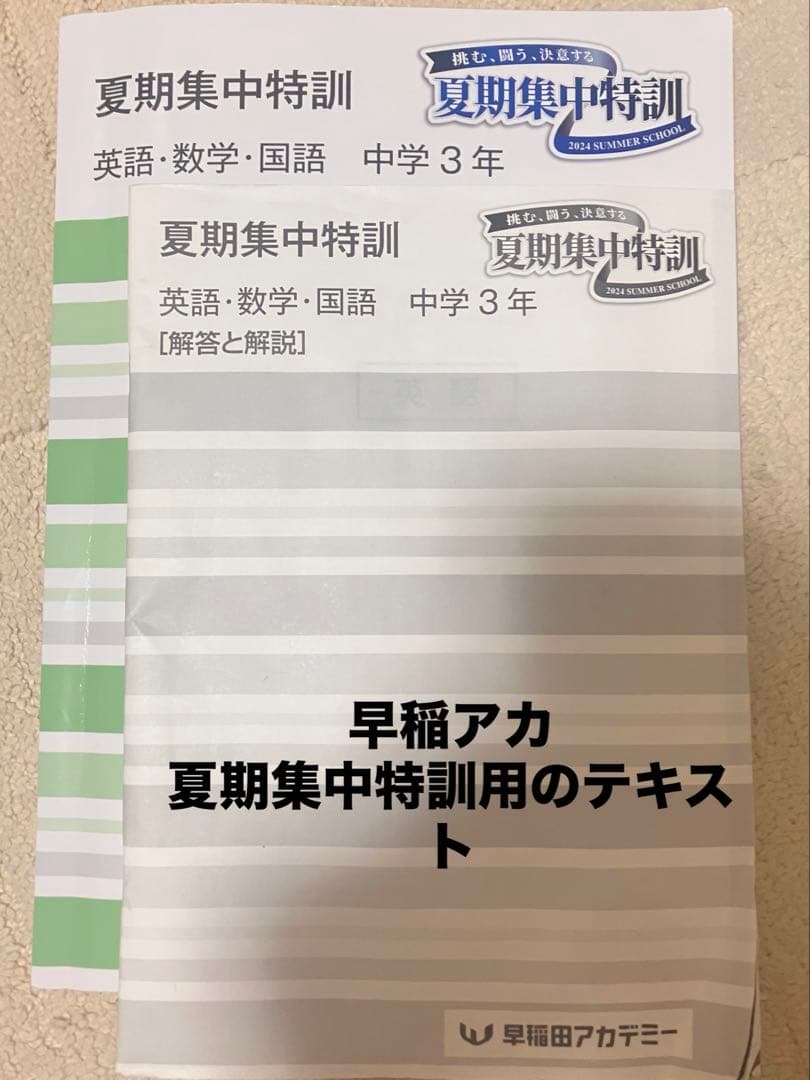 夏期集中特訓
挑む、闘う、決意する
夏期集中特訓
2024 SUMMER SCHOOL
英語・数学・国語　中学3年
夏期集中特訓
挑む、闘う、決意する
夏期集中特訓
2024 SUMMER SCHOOL
英語・数学・国語　中学3年
[解答と解説]
早稲アカ
夏期集中特訓用のテキス
ト
早稲田アカデミー